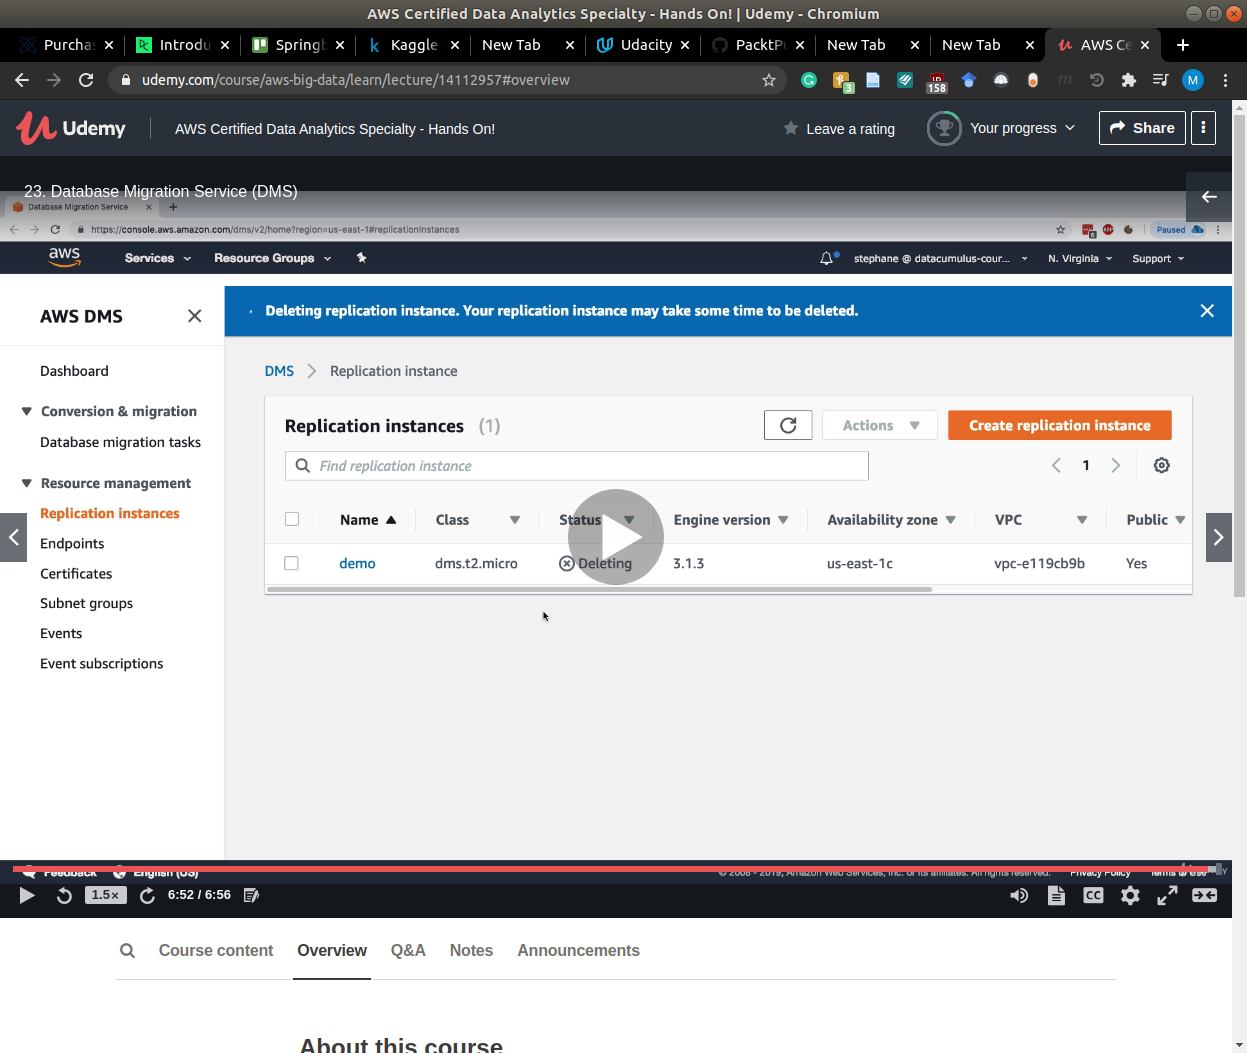 AWS Certified Data Analytics Specialty - Hands On! | Udemy - Chromium
Purcha
Introdu
Spring
Kaggle
New Tab
Udacity
PacktP
New Tab
New Tab
AWS Ce
udemy.com/course/aws-big-data/learn/lecture/14112957#overview
3
158
M
Udemy
AWS Certified Data Analytics Specialty - Hands On!
Leave a rating
Your progress
Share
23. Database Migration Service (DMS)
Database Migration Service
https://console.aws.amazon.com/dms/v2/home?region=us-east-1#replicationInstances
Paused
aws
Services
Resource Groups
stephane @ datacumulus-cour...
N. Virginia
Support
AWS DMS
Deleting replication instance. Your replication instance may take some time to be deleted.
Dashboard
Conversion & migration
Database migration tasks
Resource management
Replication instances
Endpoints
Certificates
Subnet groups
Events
Event subscriptions
DMS
Replication instance
Replication instances (1)
Actions
Create replication instance
Find replication instance
1
Name
Class
Status
Engine version
Availability zone
VPC
Public
demo
dms.t2.micro
Deleting
3.1.3
us-east-1c
vpc-e119cb9b
Yes
Feedback
English (US)
© 2008 - 2019, Amazon Web Services, Inc. or its affiliates. All rights reserved.
Privacy Policy
Terms of Use
1.5×
6:52 / 6:56
CC
Course content
Overview
Q&A
Notes
Announcements
About this course